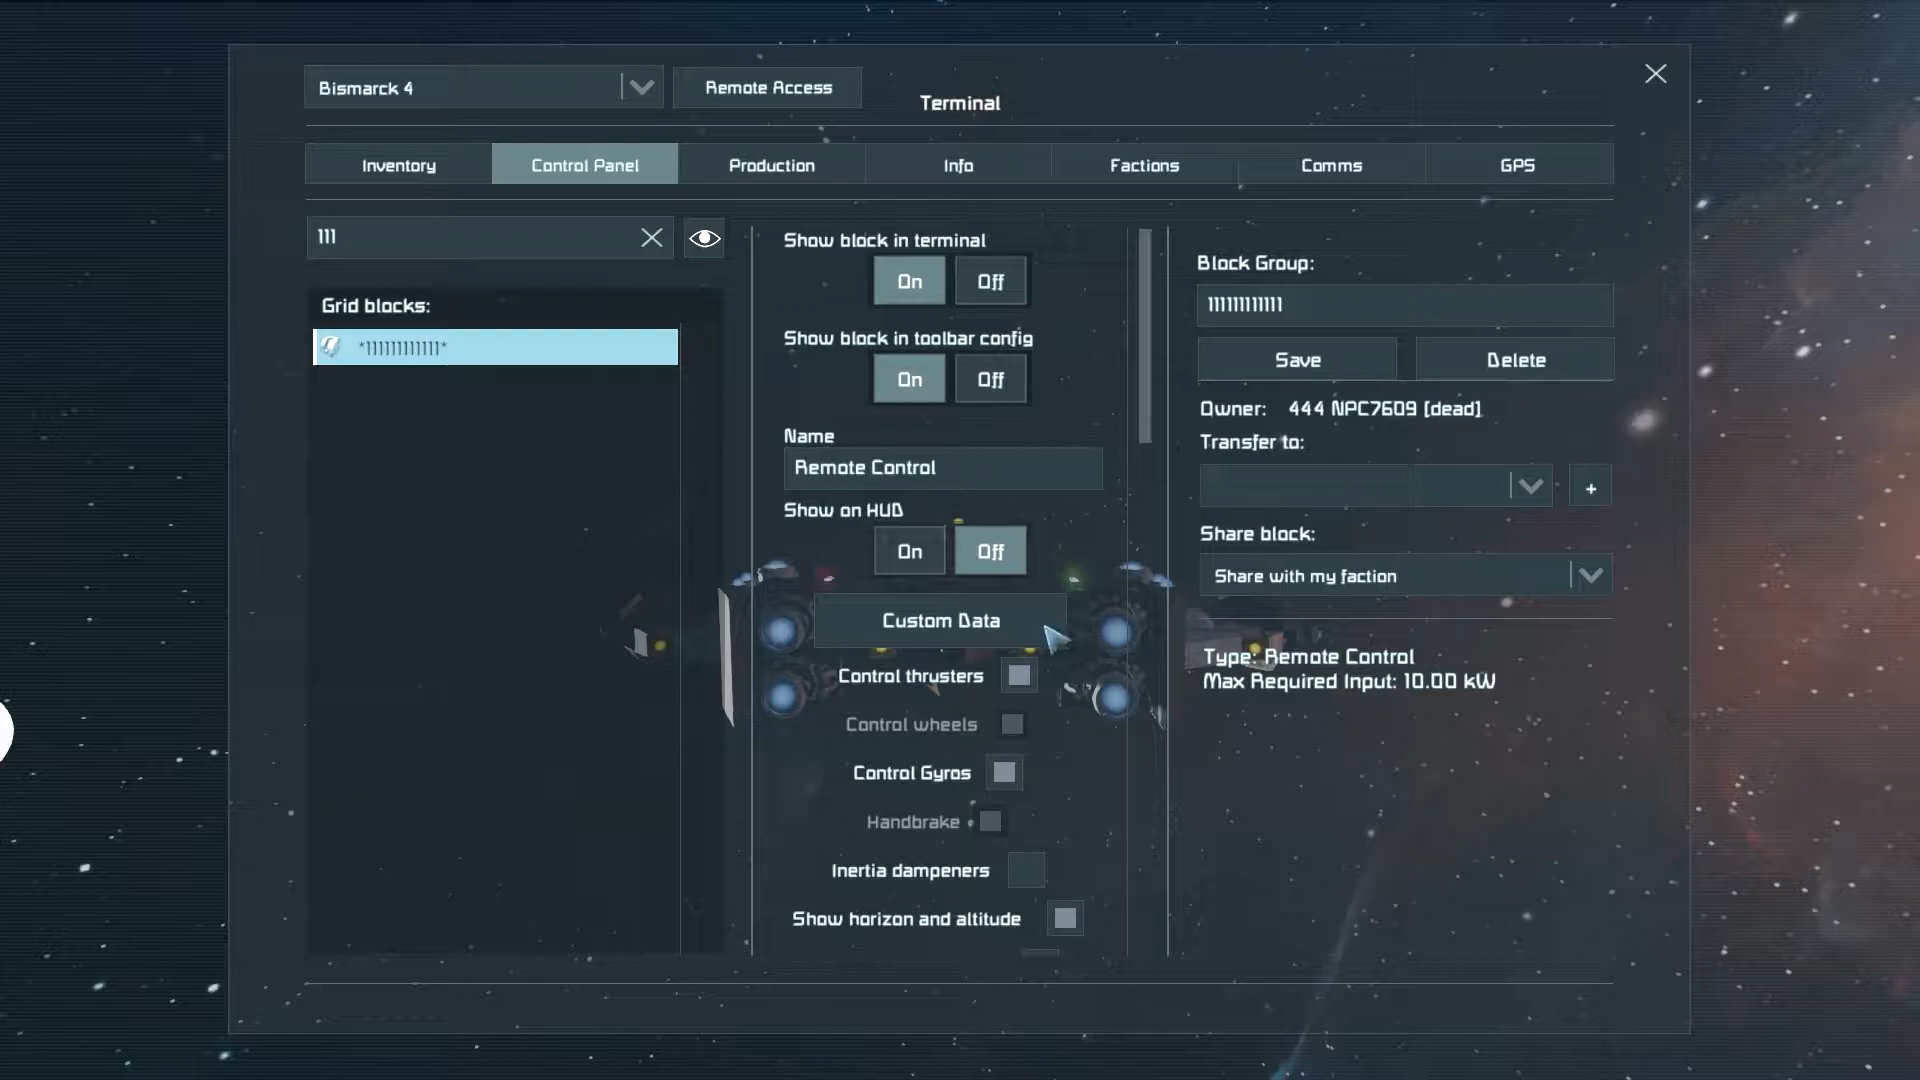 Bismarck 4
Remote Access
Terminal
Inventory
Control Panel
Production
Info
Factions
Comms
GPS
111
Grid blocks:
*111111111111*
Show block in terminal
On
Off
Show block in toolbar config
On
Off
Name
Remote Control
Show on HUD
On
Off
Custom Data
Control thrusters
Control wheels
Control Gyros
Handbrake
Inertia dampeners
Show horizon and altitude
Block Group:
111111111111
Save
Delete
Owner: 444 NPC7609 [dead]
Transfer to:
+
Share block:
Share with my faction
Type: Remote Control
Max Required Input: 10.00 kW